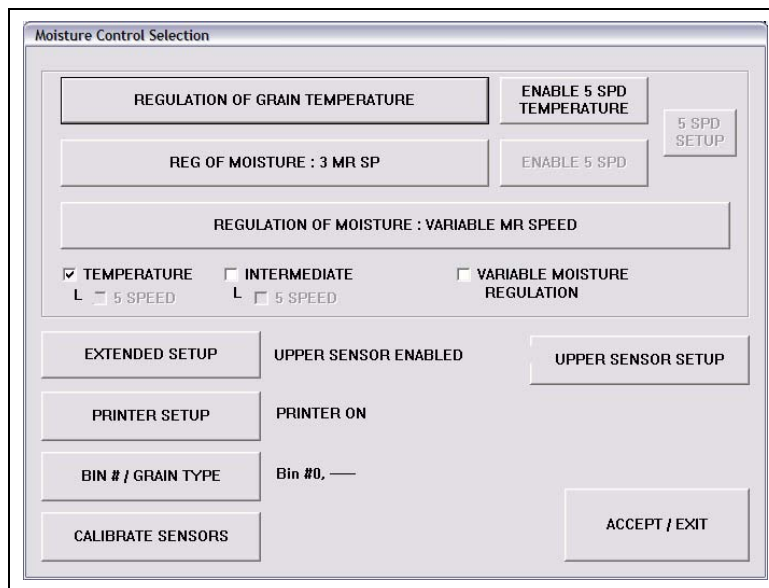 Moisture Control Selection
REGULATION OF GRAIN TEMPERATURE
ENABLE 5 SPD
TEMPERATURE
5 SPD
SETUP
REG OF MOISTURE : 3 MR SP
ENABLE 5 SPD
REGULATION OF MOISTURE : VARIABLE MR SPEED
TEMPERATURE
L 5 SPEED
INTERMEDIATE
L 5 SPEED
VARIABLE MOISTURE
REGULATION
EXTENDED SETUP
UPPER SENSOR ENABLED
UPPER SENSOR SETUP
PRINTER SETUP
PRINTER ON
BIN # / GRAIN TYPE
Bin #0, ----
CALIBRATE SENSORS
ACCEPT / EXIT